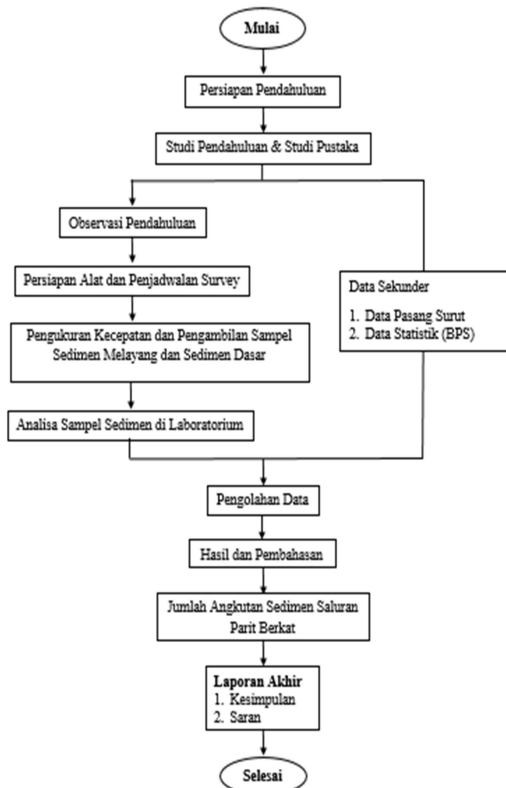 Mulai
Persiapan Pendahuluan
Studi Pendahuluan & Studi Pustaka
Observasi Pendahuluan
Persiapan Alat dan Penjadwalan Survey
Pengukuran Kecepatan dan Pengambilan Sampel
Sedimen Melayang dan Sedimen Dasar
Analisa Sampel Sedimen di Laboratorium
Data Sekunder
1. Data Pasang Surut
2. Data Statistik (BPS)
Pengolahan Data
Hasil dan Pembahasan
Jumlah Angkutan Sedimen Saluran
Parit Berkat
Laporan Akhir
1. Kesimpulan
2. Saran
Selesai